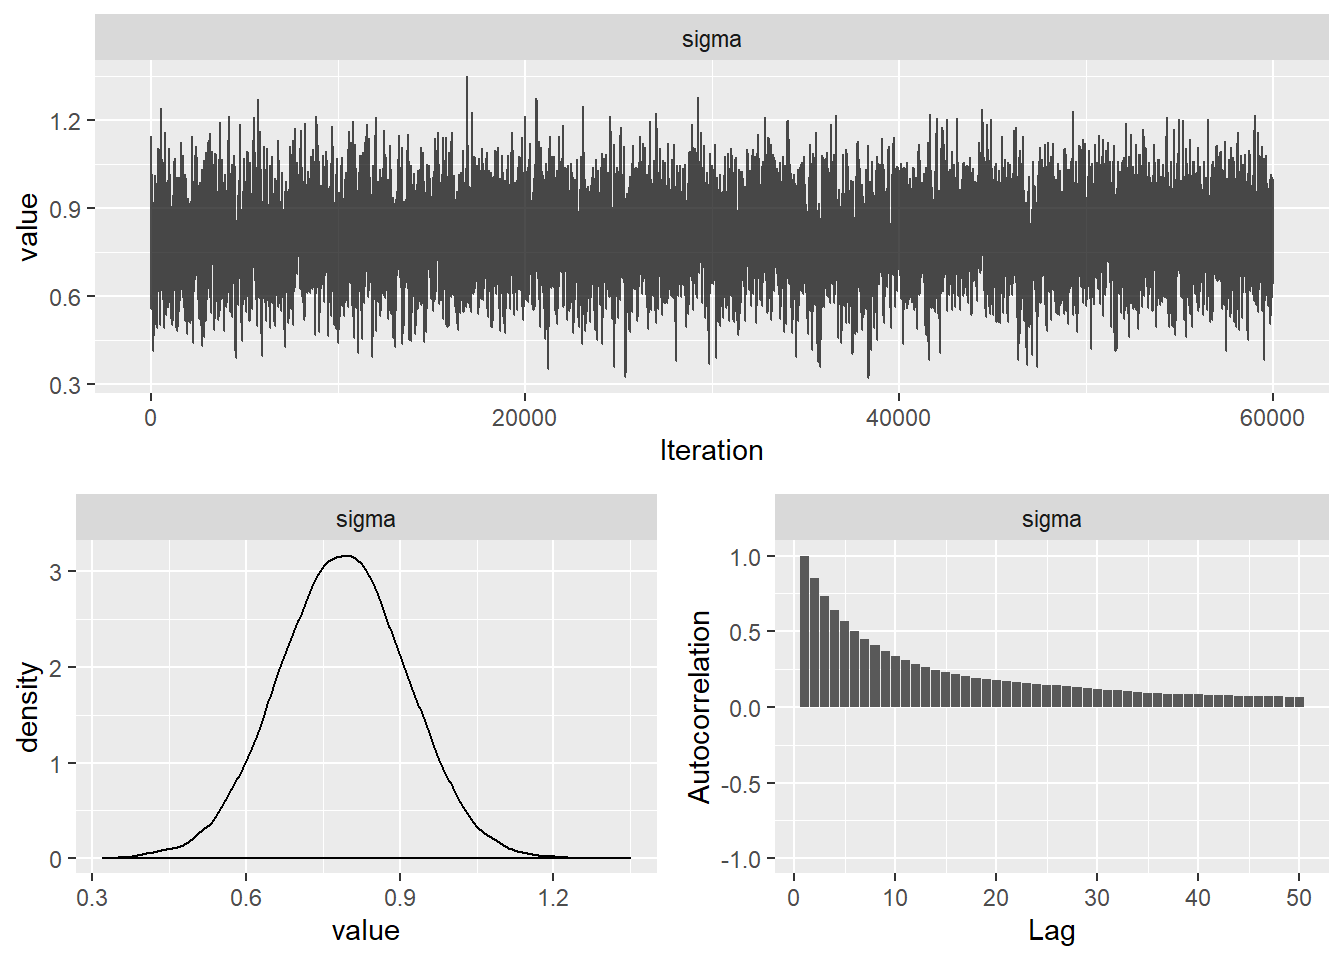 sigma
value
1.2
0.9
0.6
0.3
0 20000 40000 60000
Iteration
sigma
density
3
2
1
0
0.3 0.6 0.9 1.2
value
sigma
Autocorrelation
1.0
0.5
0.0
-0.5
-1.0
0 10 20 30 40 50
Lag